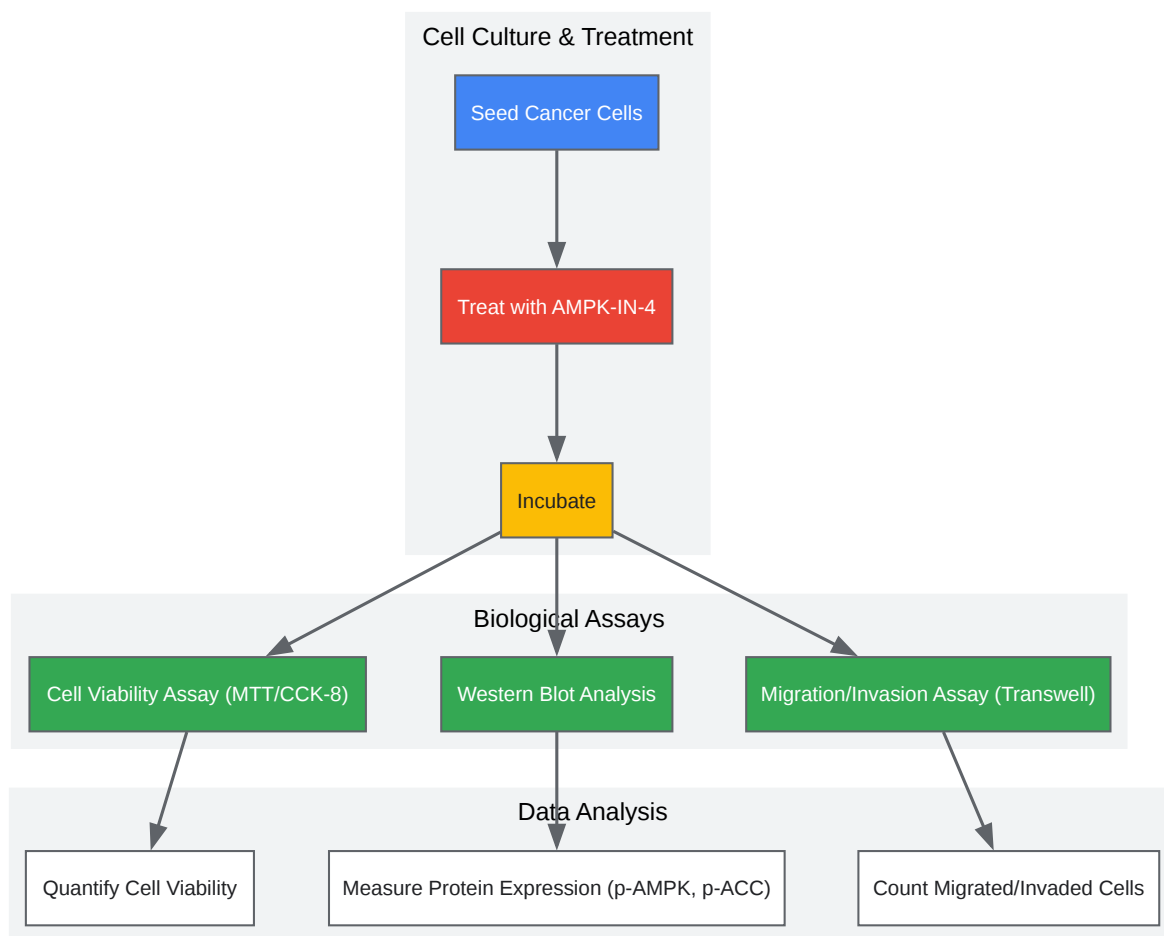 Cell Culture & Treatment
Seed Cancer Cells
Treat with AMPK-IN-4
Incubate
Biological Assays
Cell Viability Assay (MTT/CCK-8)
Western Blot Analysis
Migration/Invasion Assay (Transwell)
Data Analysis
Quantify Cell Viability
Measure Protein Expression (p-AMPK, p-ACC)
Count Migrated/Invaded Cells